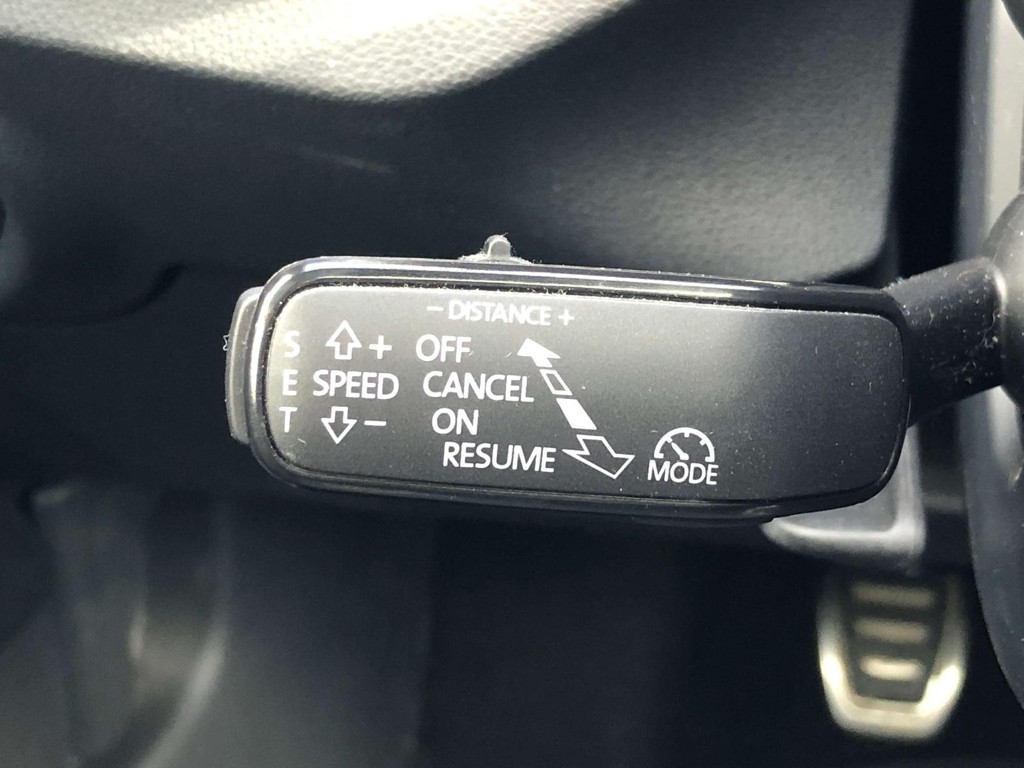 - DISTANCE +
S + OFF
E SPEED CANCEL
T - ON
RESUME
MODE